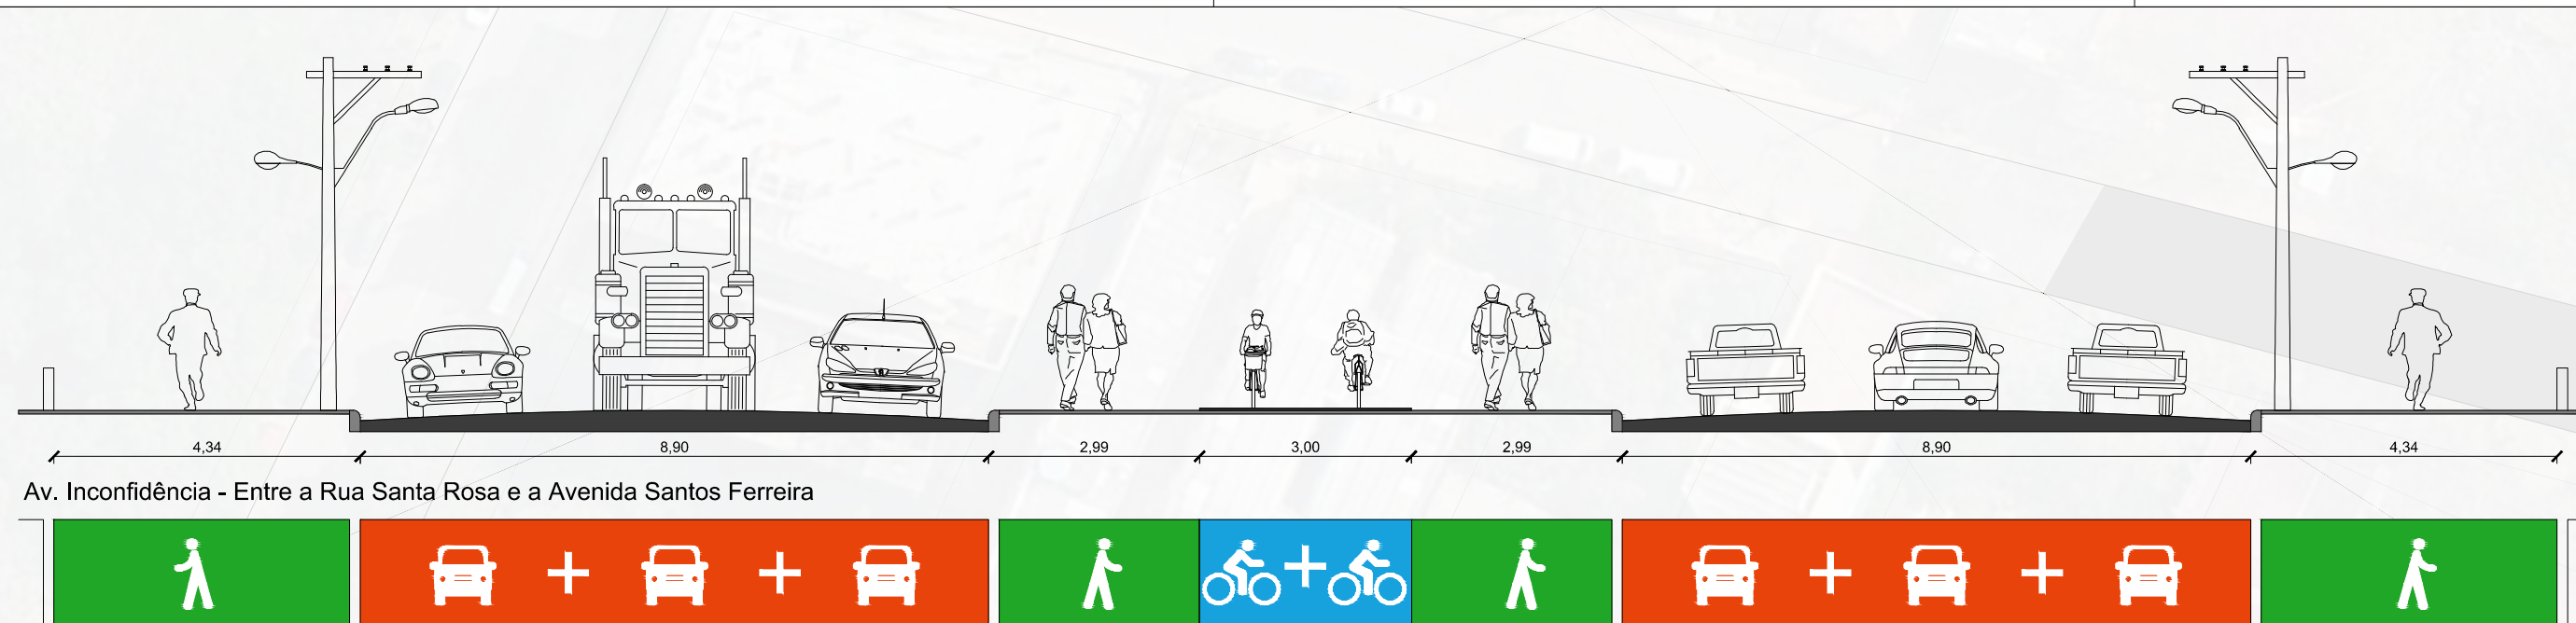 4,34 8,90 2,99 3,00 2,99 8,90 4,34
Av. Inconfidência - Entre a Rua Santa Rosa e a Avenida Santos Ferreira